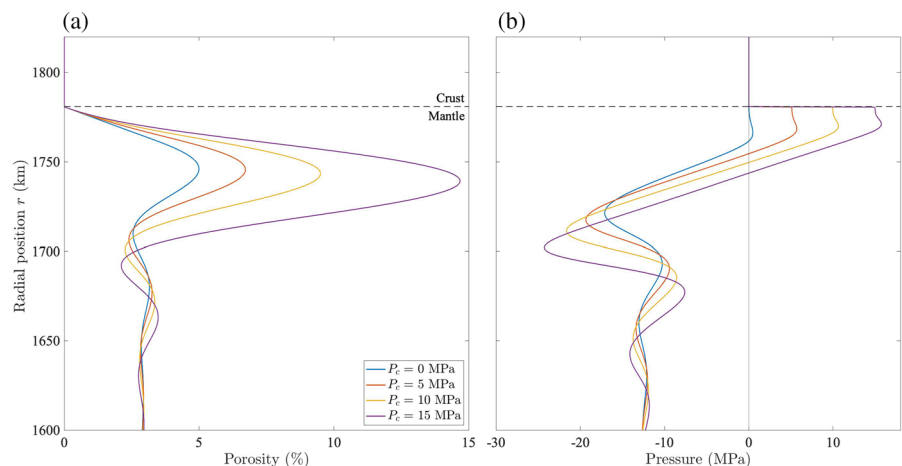 (a)
(b)
1800
1750
1700
1650
1600
Radial position r (km)
Crust
Mantle
P_c = 0 MPa
P_c = 5 MPa
P_c = 10 MPa
P_c = 15 MPa
0 5 10 15
Porosity (%)
-30 -20 -10 0 10
Pressure (MPa)